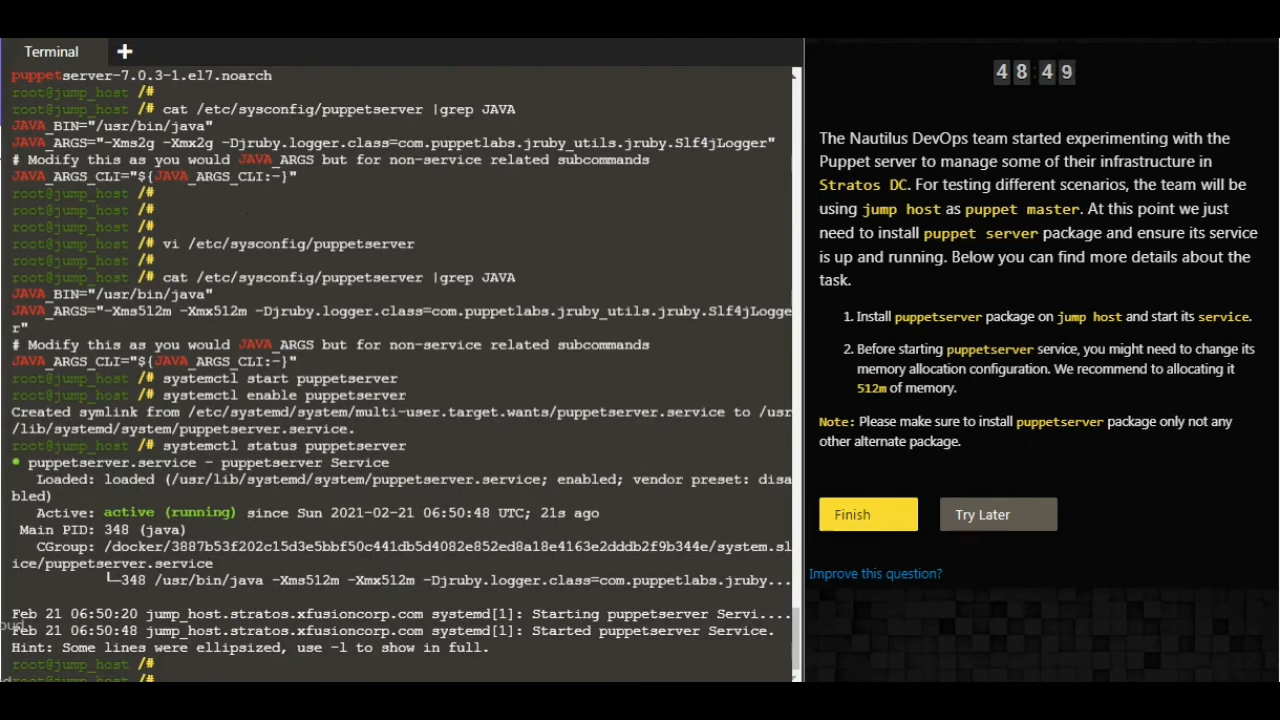 Terminal
+
puppetserver-7.0.3-1.el7.noarch
root@jump_host /#
root@jump_host /# cat /etc/sysconfig/puppetserver |grep JAVA
JAVA_BIN="/usr/bin/java"
JAVA_ARGS="-Xms2g -Xmx2g -Djruby.logger.class=com.puppetlabs.jruby_utils.jruby.Slf4jLogger"
# Modify this as you would JAVA_ARGS but for non-service related subcommands
JAVA_ARGS_CLI="${JAVA_ARGS_CLI:-}"
root@jump_host /#
root@jump_host /#
root@jump_host /#
root@jump_host /# vi /etc/sysconfig/puppetserver
root@jump_host /#
root@jump_host /# cat /etc/sysconfig/puppetserver |grep JAVA
JAVA_BIN="/usr/bin/java"
JAVA_ARGS="-Xms512m -Xmx512m -Djruby.logger.class=com.puppetlabs.jruby_utils.jruby.Slf4jLogge
r"
# Modify this as you would JAVA_ARGS but for non-service related subcommands
JAVA_ARGS_CLI="${JAVA_ARGS_CLI:-}"
root@jump_host /# systemctl start puppetserver
root@jump_host /# systemctl enable puppetserver
Created symlink from /etc/systemd/system/multi-user.target.wants/puppetserver.service to /usr
/lib/systemd/system/puppetserver.service.
root@jump_host /# systemctl status puppetserver
● puppetserver.service - puppetserver Service
Loaded: loaded (/usr/lib/systemd/system/puppetserver.service; enabled; vendor preset: disa
bled)
Active: active (running) since Sun 2021-02-21 06:50:48 UTC; 21s ago
Main PID: 348 (java)
CGroup: /docker/3887b53f202c15d3e5bbf50c441db5d4082e852ed8a18e4163e2dddb2f9b344e/system.sl
ice/puppetserver.service
└─348 /usr/bin/java -Xms512m -Xmx512m -Djruby.logger.class=com.puppetlabs.jruby...
Feb 21 06:50:20 jump_host.stratos.xfusioncorp.com systemd[1]: Starting puppetserver Servi....
Feb 21 06:50:48 jump_host.stratos.xfusioncorp.com systemd[1]: Started puppetserver Service.
Hint: Some lines were ellipsized, use -l to show in full.
root@jump_host /#
root@jump_host /#
48:49
The Nautilus DevOps team started experimenting with the
Puppet server to manage some of their infrastructure in
Stratos DC. For testing different scenarios, the team will be
using jump host as puppet master. At this point we just
need to install puppet server package and ensure its service
is up and running. Below you can find more details about the
task.
1. Install puppetserver package on jump host and start its service.
2. Before starting puppetserver service, you might need to change its
memory allocation configuration. We recommend to allocating it
512m of memory.
Note: Please make sure to install puppetserver package only not any
other alternate package.
Finish
Try Later
Improve this question?